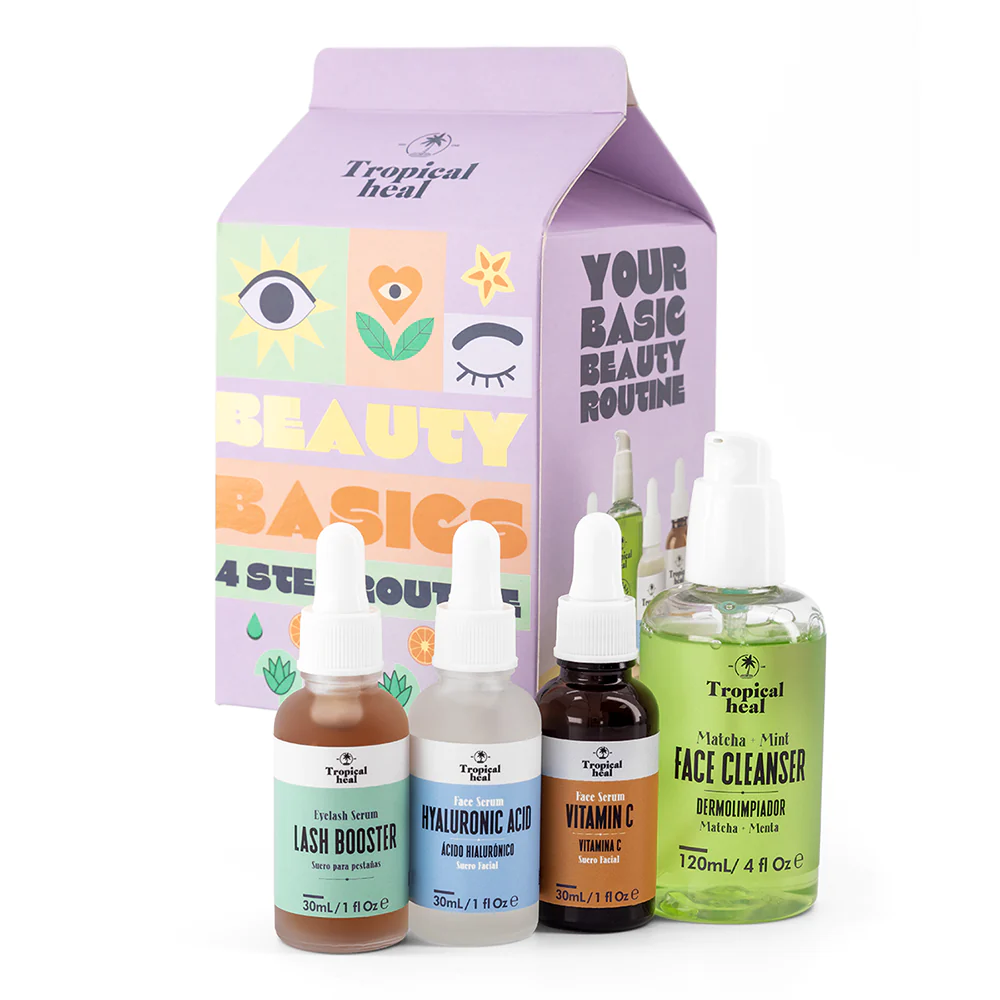 Tropical
heal
BEAUTY
BASICS
4 STE ROUT E
YOUR
BASIC
BEAUTY
ROUTINE
Tropical
heal
Eyelash Serum
LASH BOOSTER
Suero para pestañas
30mL/1 fl Oz ℮
Tropical
heal
Face Serum
HYALURONIC ACID
ÁCIDO HIALURÓNICO
Suero Facial
30mL/1 fl Oz ℮
Tropical
heal
Face Serum
VITAMIN C
VITAMINA C
Suero Facial
30mL/1 fl Oz ℮
Tropical
heal
Matcha + Mint
FACE CLEANSER
DERMOLIMPIADOR
Matcha + Menta
120mL/ 4 fl Oz ℮